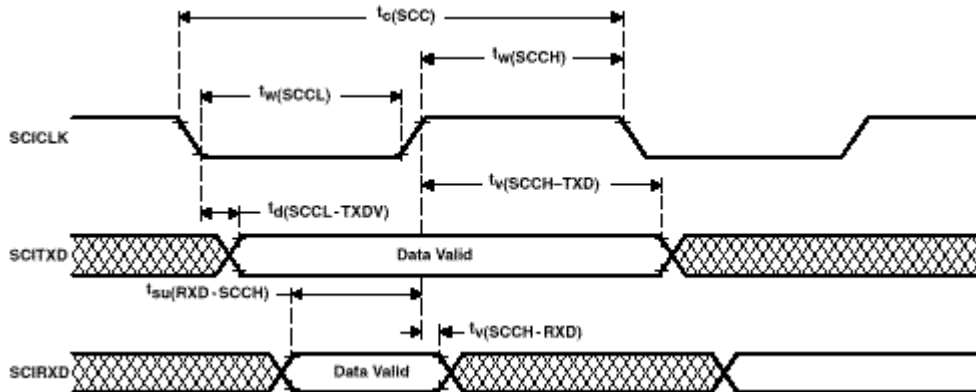 tc(SCC)
tw(SCCH)
tw(SCCL)
SCICLK
tv(SCCH–TXD)
td(SCCL-TXDV)
SCITXD
Data Valid
tsu(RXD-SCCH)
tv(SCCH-RXD)
SCIRXD
Data Valid